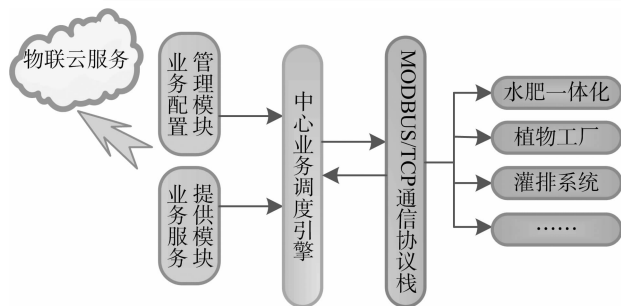 物联云服务
业务配置
管理模块
业务服务
提供模块
中心业务调度引擎
MODBUS/TCP通信协议栈
水肥一体化
植物工厂
灌排系统
……